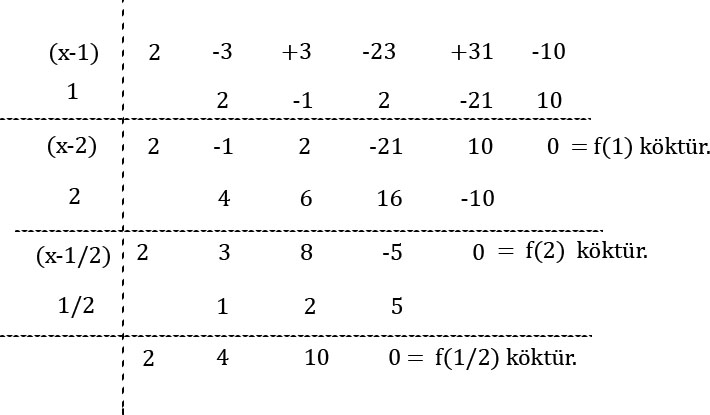 (x-1) 2 -3 +3 -23 +31 -10
1 2 -1 2 -21 10
(x-2) 2 -1 2 -21 10 0 = f(1) köktür.
2 4 6 16 -10
(x-1/2) 2 3 8 -5 0 = f(2) köktür.
1/2 1 2 5
2 4 10 0 = f(1/2) köktür.